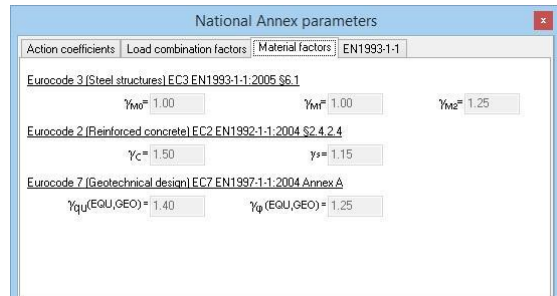 National Annex parameters
x
Action coefficients Load combination factors Material factors EN1993-1-1
Eurocode 3 (Steel structures) EC3 EN1993-1-1:2005 §6.1
γM0= 1.00 γM1= 1.00 γM2= 1.25
Eurocode 2 (Reinforced concrete) EC2 EN1992-1-1:2004 §2.4.2.4
γC= 1.50 γs= 1.15
Eurocode 7 (Geotechnical design) EC7 EN1997-1-1:2004 Annex A
γqu(EQU,GEO)= 1.40 γφ(EQU,GEO)= 1.25